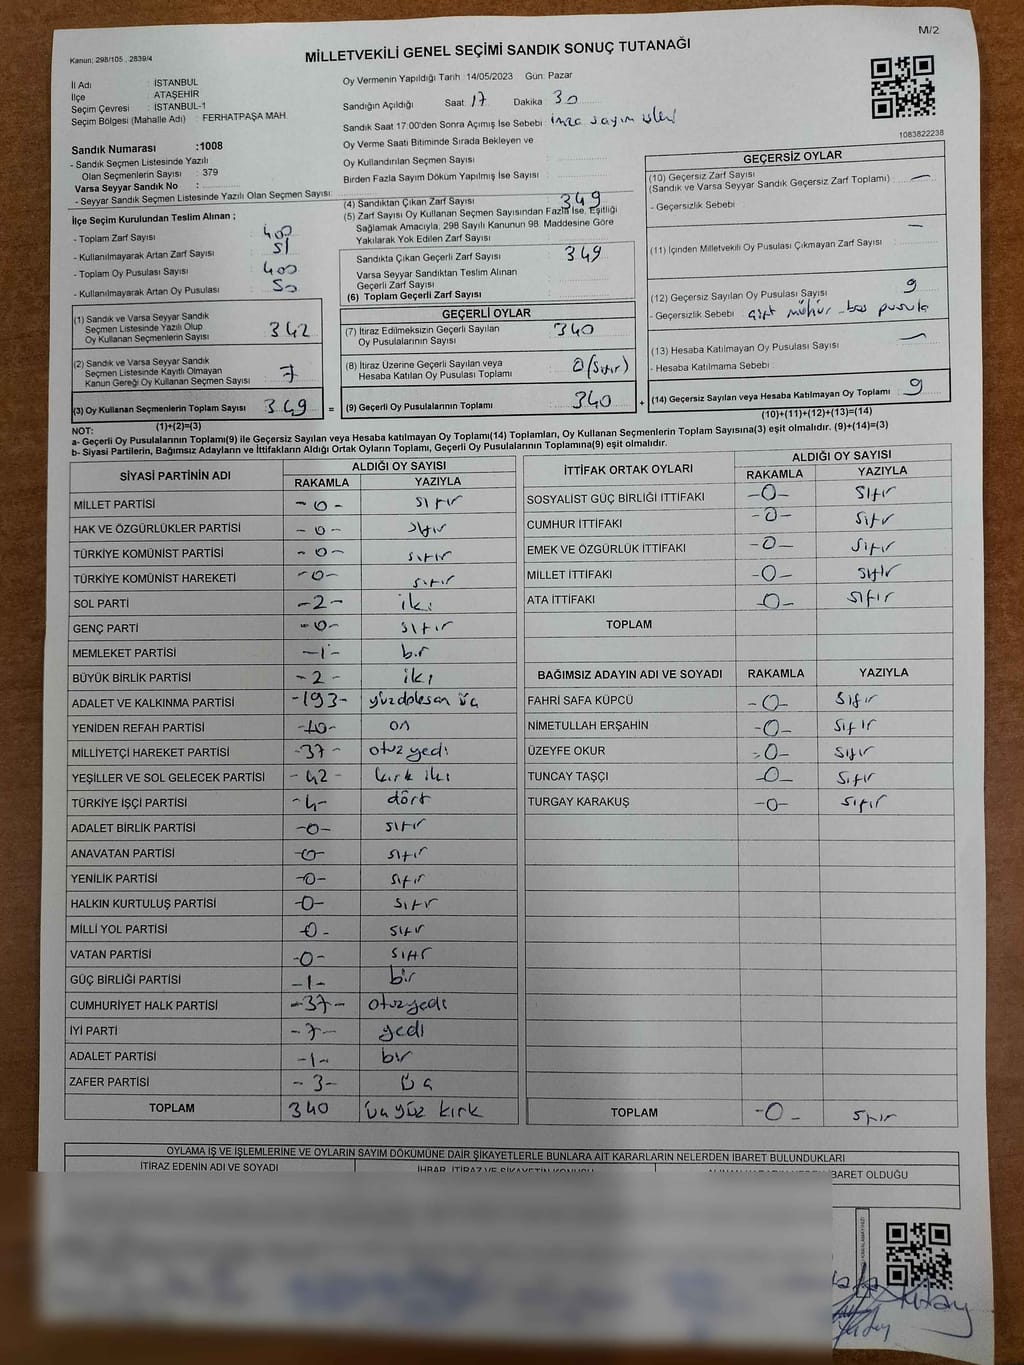 M/2
Kanun: 298/105 , 2839/4
MİLLETVEKİLİ GENEL SEÇİMİ SANDIK SONUÇ TUTANAĞI
İl Adı : İSTANBUL
İlçe ATAŞEHİR
Seçim Çevresi : İSTANBUL-1
Seçim Bölgesi (Mahalle Adı) : FERHATPAŞA MAH.
Sandık Numarası :1008
- Sandık Seçmen Listesinde Yazılı
Olan Seçmenlerin Sayısı : 379
Varsa Seyyar Sandık No :
- Seyyar Sandık Seçmen Listesinde Yazılı Olan Seçmen Sayısı:
Oy Vermenin Yapıldığı Tarih :14/05/2023 Gün: Pazar
Sandığın Açıldığı Saat 17 Dakika 30
Sandık Saat 17:00'den Sonra Açımış İse Sebebi : imza sayım işleri
Oy Verme Saati Bitiminde Sırada Bekleyen ve
Oy Kullandırılan Seçmen Sayısı :
Birden Fazla Sayım Döküm Yapılmış İse Sayısı :
1083822238
İlçe Seçim Kurulundan Teslim Alınan ;
- Toplam Zarf Sayısı : 400
- Kullanılmayarak Artan Zarf Sayısı : 51
- Toplam Oy Pusulası Sayısı : 400
- Kullanılmayarak Artan Oy Pusulası : 50
(4) Sandıktan Çıkan Zarf Sayısı : 349
(5) Zarf Sayısı Oy Kullanan Seçmen Sayısından Fazla İse, Eşitliği
Sağlamak Amacıyla, 298 Sayılı Kanunun 98. Maddesine Göre
Yakılarak Yok Edilen Zarf Sayısı :
Sandıkta Çıkan Geçerli Zarf Sayısı : 349
Varsa Seyyar Sandıktan Teslim Alınan
Geçerli Zarf Sayısı :
(6) Toplam Geçerli Zarf Sayısı :
GEÇERSİZ OYLAR
(10) Geçersiz Zarf Sayısı : —
(Sandık ve Varsa Seyyar Sandık Geçersiz Zarf Toplamı)
- Geçersizlik Sebebi :
—
(11) İçinden Milletvekili Oy Pusulası Çıkmayan Zarf Sayısı :
(12) Geçersiz Sayılan Oy Pusulası Sayısı : 9
- Geçersizlik Sebebi : çift mühür - boş pusula
(13) Hesaba Katılmayan Oy Pusulası Sayısı : —
- Hesaba Katılmama Sebebi :
(14) Geçersiz Sayılan veya Hesaba Katılmayan Oy Toplamı : 9
(10)+(11)+(12)+(13)=(14)
(1) Sandık ve Varsa Seyyar Sandık
Seçmen Listesinde Yazılı Olup
Oy Kullanan Seçmenlerin Sayısı : 342
(2) Sandık ve Varsa Seyyar Sandık
Seçmen Listesinde Kayıtlı Olmayan
Kanun Gereği Oy Kullanan Seçmen Sayısı : 7
(3) Oy Kullanan Seçmenlerin Toplam Sayısı : 349
(1)+(2)=(3)
GEÇERLİ OYLAR
(7) İtiraz Edilmeksizin Geçerli Sayılan
Oy Pusulalarının Sayısı : 340
(8) İtiraz Üzerine Geçerli Sayılan veya
Hesaba Katılan Oy Pusulası Toplamı : 0 (Sıfır)
= (9) Geçerli Oy Pusulalarının Toplamı : 340 +
NOT:
a- Geçerli Oy Pusulalarının Toplamı(9) ile Geçersiz Sayılan veya Hesaba katılmayan Oy Toplamı(14) Toplamları, Oy Kullanan Seçmenlerin Toplam Sayısına(3) eşit olmalıdır. (9)+(14)=(3)
b- Siyasi Partilerin, Bağımsız Adayların ve İttifakların Aldığı Ortak Oyların Toplamı, Geçerli Oy Pusulalarının Toplamına(9) eşit olmalıdır.
SİYASİ PARTİNİN ADI ALDIĞI OY SAYISI
RAKAMLA YAZIYLA
MİLLET PARTİSİ -0- sıfır
HAK VE ÖZGÜRLÜKLER PARTİSİ -0- sıfır
TÜRKİYE KOMÜNİST PARTİSİ -0- sıfır
TÜRKİYE KOMÜNİST HAREKETİ -0- sıfır
SOL PARTİ -2- iki
GENÇ PARTİ -0- sıfır
MEMLEKET PARTİSİ -1- bir
BÜYÜK BİRLİK PARTİSİ -2- iki
ADALET VE KALKINMA PARTİSİ -193- yüzdoksan üç
YENİDEN REFAH PARTİSİ -10- on
MİLLİYETÇİ HAREKET PARTİSİ -37- otuz yedi
YEŞİLLER VE SOL GELECEK PARTİSİ -42- kırk iki
TÜRKİYE İŞÇİ PARTİSİ -4- dört
ADALET BİRLİK PARTİSİ -0- sıfır
ANAVATAN PARTİSİ -0- sıfır
YENİLİK PARTİSİ -0- sıfır
HALKIN KURTULUŞ PARTİSİ -0- sıfır
MİLLİ YOL PARTİSİ -0- sıfır
VATAN PARTİSİ -0- sıfır
GÜÇ BİRLİĞİ PARTİSİ -1- bir
CUMHURİYET HALK PARTİSİ -37- otuzyedi
İYİ PARTİ -7- yedi
ADALET PARTİSİ -1- bir
ZAFER PARTİSİ -3- üç
TOPLAM 340 üçyüz kırk
İTTİFAK ORTAK OYLARI ALDIĞI OY SAYISI
RAKAMLA YAZIYLA
SOSYALİST GÜÇ BİRLİĞİ İTTİFAKI -0- sıfır
CUMHUR İTTİFAKI -0- sıfır
EMEK VE ÖZGÜRLÜK İTTİFAKI -0- sıfır
MİLLET İTTİFAKI -0- sıfır
ATA İTTİFAKI -0- sıfır
TOPLAM
BAĞIMSIZ ADAYIN ADI VE SOYADI RAKAMLA YAZIYLA
FAHRİ SAFA KÜPCÜ -0- sıfır
NİMETULLAH ERŞAHİN -0- sıfır
ÜZEYFE OKUR -0- sıfır
TUNCAY TAŞÇI -0- sıfır
TURGAY KARAKUŞ -0- sıfır
TOPLAM -0- sıfır
OYLAMA İŞ VE İŞLEMLERİNE VE OYLARIN SAYIM DÖKÜMÜNE DAİR ŞİKAYETLERLE BUNLARA AİT KARARLARIN NELERDEN İBARET BULUNDUKLARI
İTİRAZ EDENİN ADI VE SOYADI İHBAR, İTİRAZ VE ŞİKAYETİN KONUSU İBARET OLDUĞU